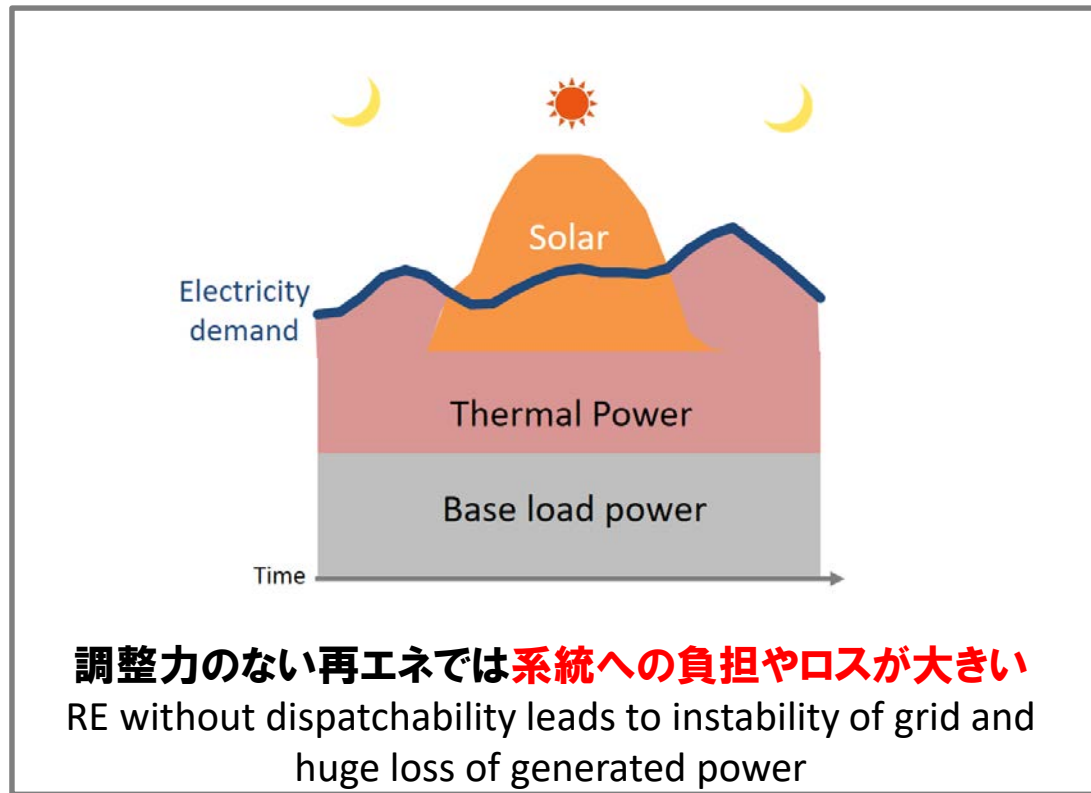 Solar
Electricity
demand
Thermal Power
Base load power
Time
調整力のない再エネでは系統への負担やロスが大きい
RE without dispatchability leads to instability of grid and
huge loss of generated power